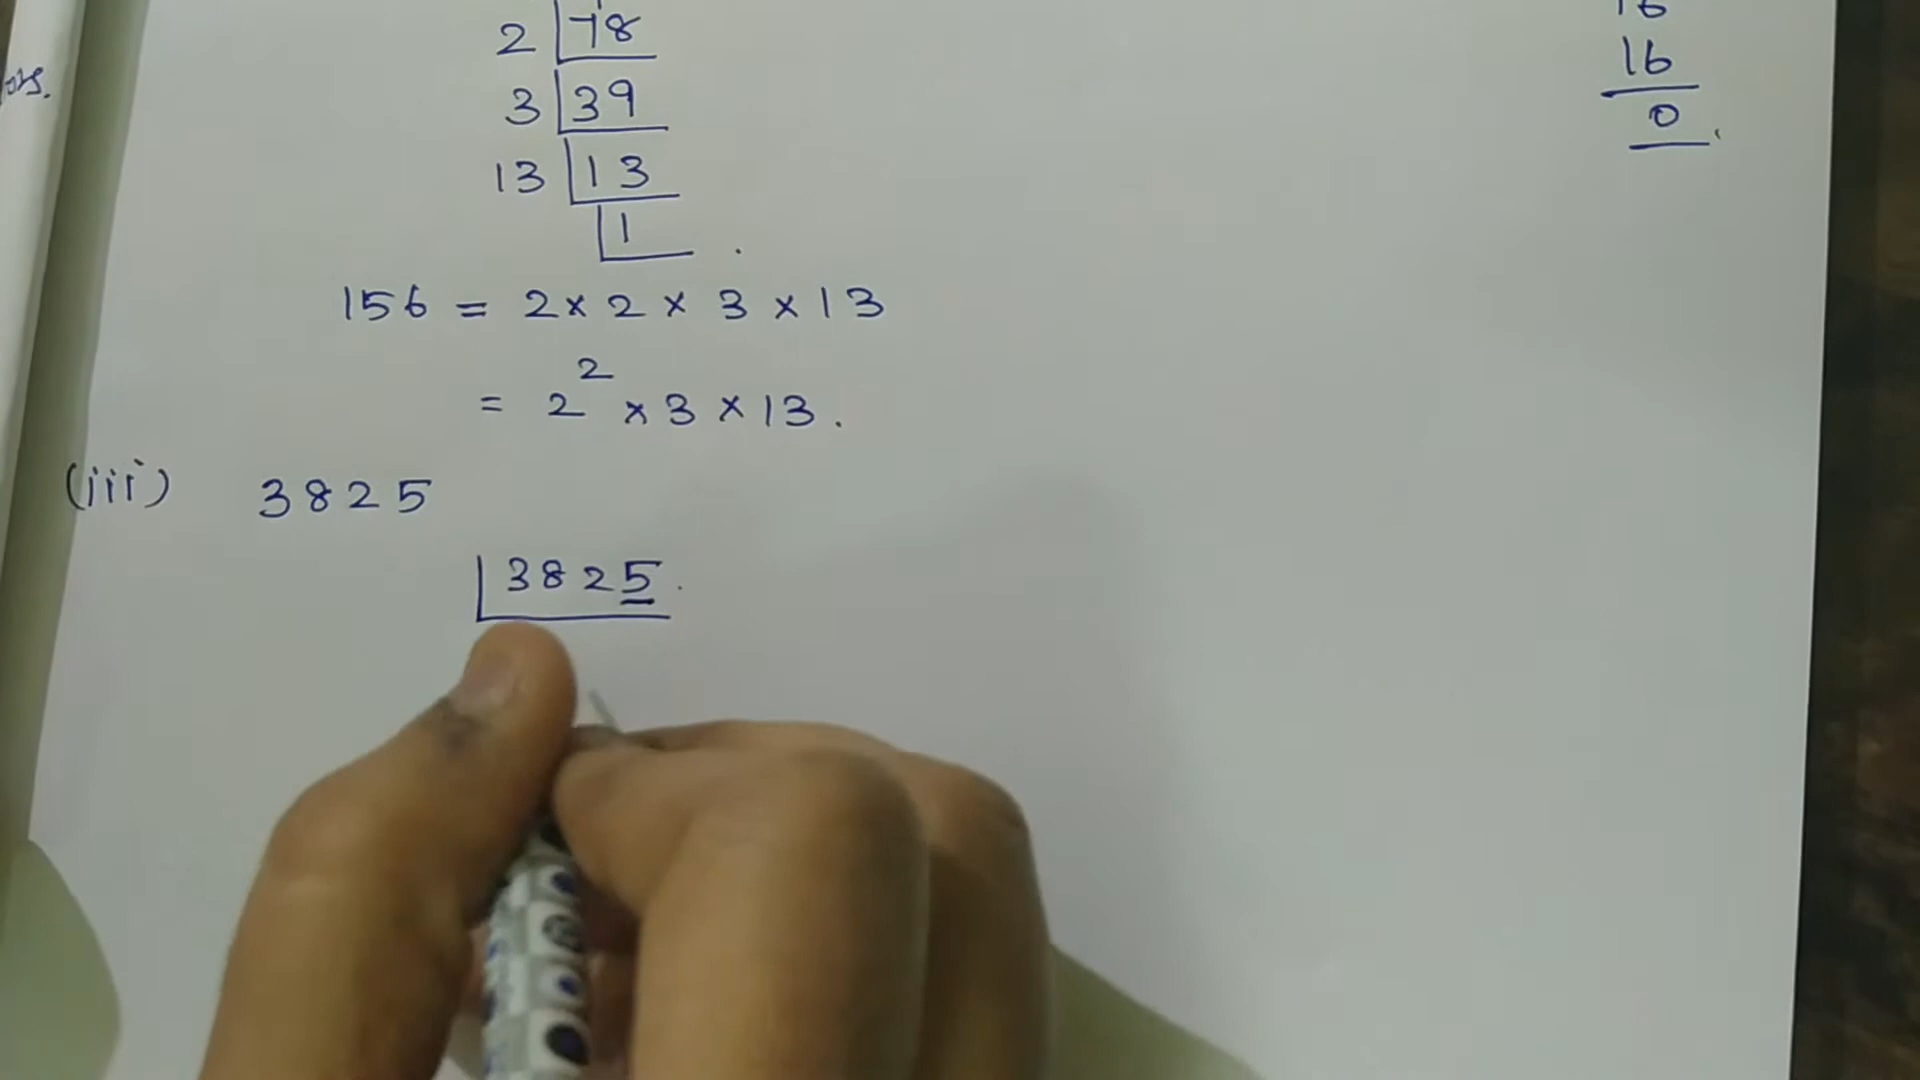 2 78
3 39
13 13
1 .
156 = 2 × 2 × 3 × 13
= 2² × 3 × 13 .
(iii) 3825
3825
16
16
0